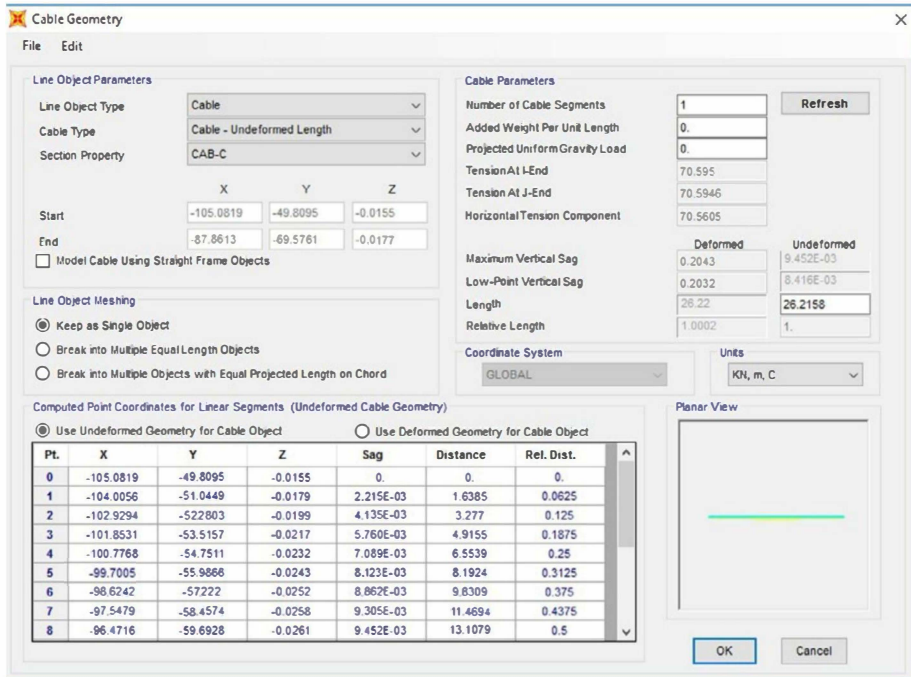 Cable Geometry
File Edit
Line Object Parameters
Line Object Type Cable
Cable Type Cable - Undeformed Length
Section Property CAB-C
X Y Z
Start -105.0819 -49.8095 -0.0155
End -87.8613 -69.5761 -0.0177
Model Cable Using Straight Frame Objects
Cable Parameters
Number of Cable Segments 1 Refresh
Added Weight Per Unit Length 0.
Projected Uniform Gravity Load 0.
Tension At I-End 70.595
Tension At J-End 70.5946
Horizontal Tension Component 70.5605
Deformed Undeformed
Maximum Vertical Sag 0.2043 9.452E-03
Low-Point Vertical Sag 0.2032 8.416E-03
Length 26.22 26.2158
Relative Length 1.0002 1.
Line Object Meshing
Keep as Single Object
Break into Multiple Equal Length Objects
Break into Multiple Objects with Equal Projected Length on Chord
Coordinate System
GLOBAL
Units
KN, m, C
Computed Point Coordinates for Linear Segments (Undeformed Cable Geometry)
Use Undeformed Geometry for Cable Object Use Deformed Geometry for Cable Object
Pt. X Y Z Sag Distance Rel. Dist.
0 -105.0819 -49.8095 -0.0155 0. 0. 0.
1 -104.0056 -51.0449 -0.0179 2.215E-03 1.6385 0.0625
2 -102.9294 -522803 -0.0199 4.135E-03 3.277 0.125
3 -101.8531 -53.5157 -0.0217 5.760E-03 4.9155 0.1875
4 -100.7768 -54.7511 -0.0232 7.089E-03 6.5539 0.25
5 -99.7005 -55.9866 -0.0243 8.123E-03 8.1924 0.3125
6 -98.6242 -57222 -0.0252 8.862E-03 9.8309 0.375
7 -97.5479 -58.4574 -0.0258 9.305E-03 11.4694 0.4375
8 -96.4716 -59.6928 -0.0261 9.452E-03 13.1079 0.5
Planar View
OK Cancel